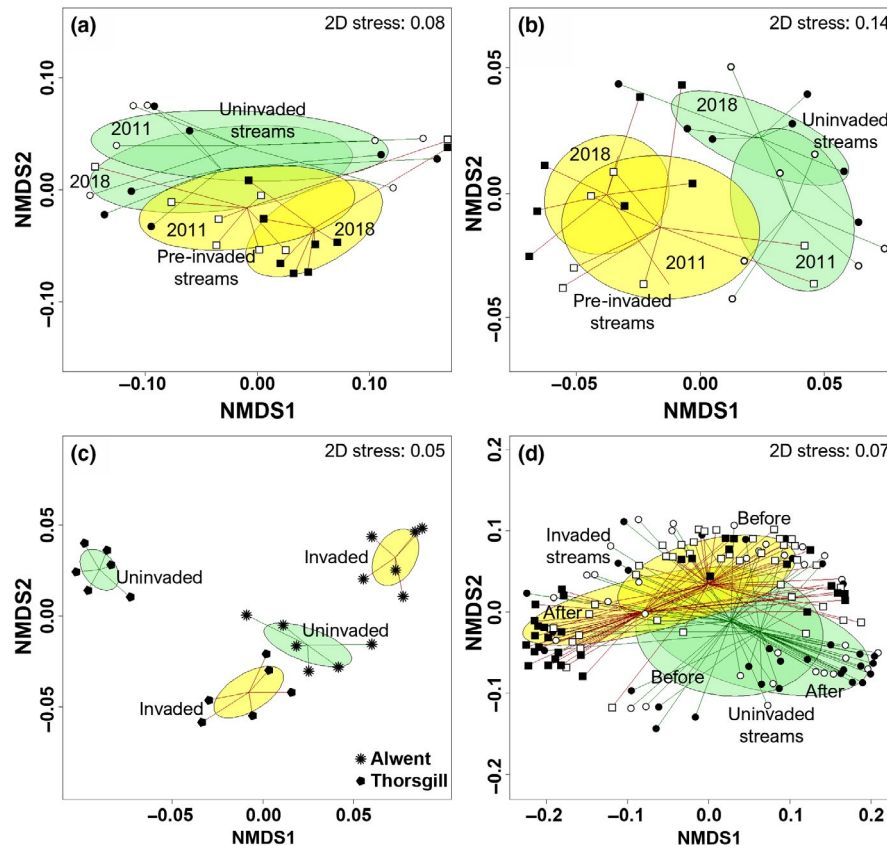 (a)
2D stress: 0.08
0.10
0.00
−0.10
Uninvaded
streams
2011
2018
2011
2018
Pre-invaded
streams
−0.10
0.00
0.10
NMDS2
NMDS1
(b)
2D stress: 0.14
0.05
0.00
−0.05
2018
Uninvaded
streams
2018
2011
2011
Pre-invaded
streams
−0.05
0.00
0.05
NMDS1
(c)
2D stress: 0.05
0.05
0.00
−0.05
Invaded
Uninvaded
Uninvaded
Invaded
Alwent
Thorsgill
−0.05
0.00
0.05
NMDS2
NMDS1
(d)
2D stress: 0.07
0.2
0.1
0.0
−0.1
−0.2
Before
Invaded
streams
After
Before
After
Uninvaded
streams
−0.2
−0.1
0.0
0.1
0.2
NMDS1